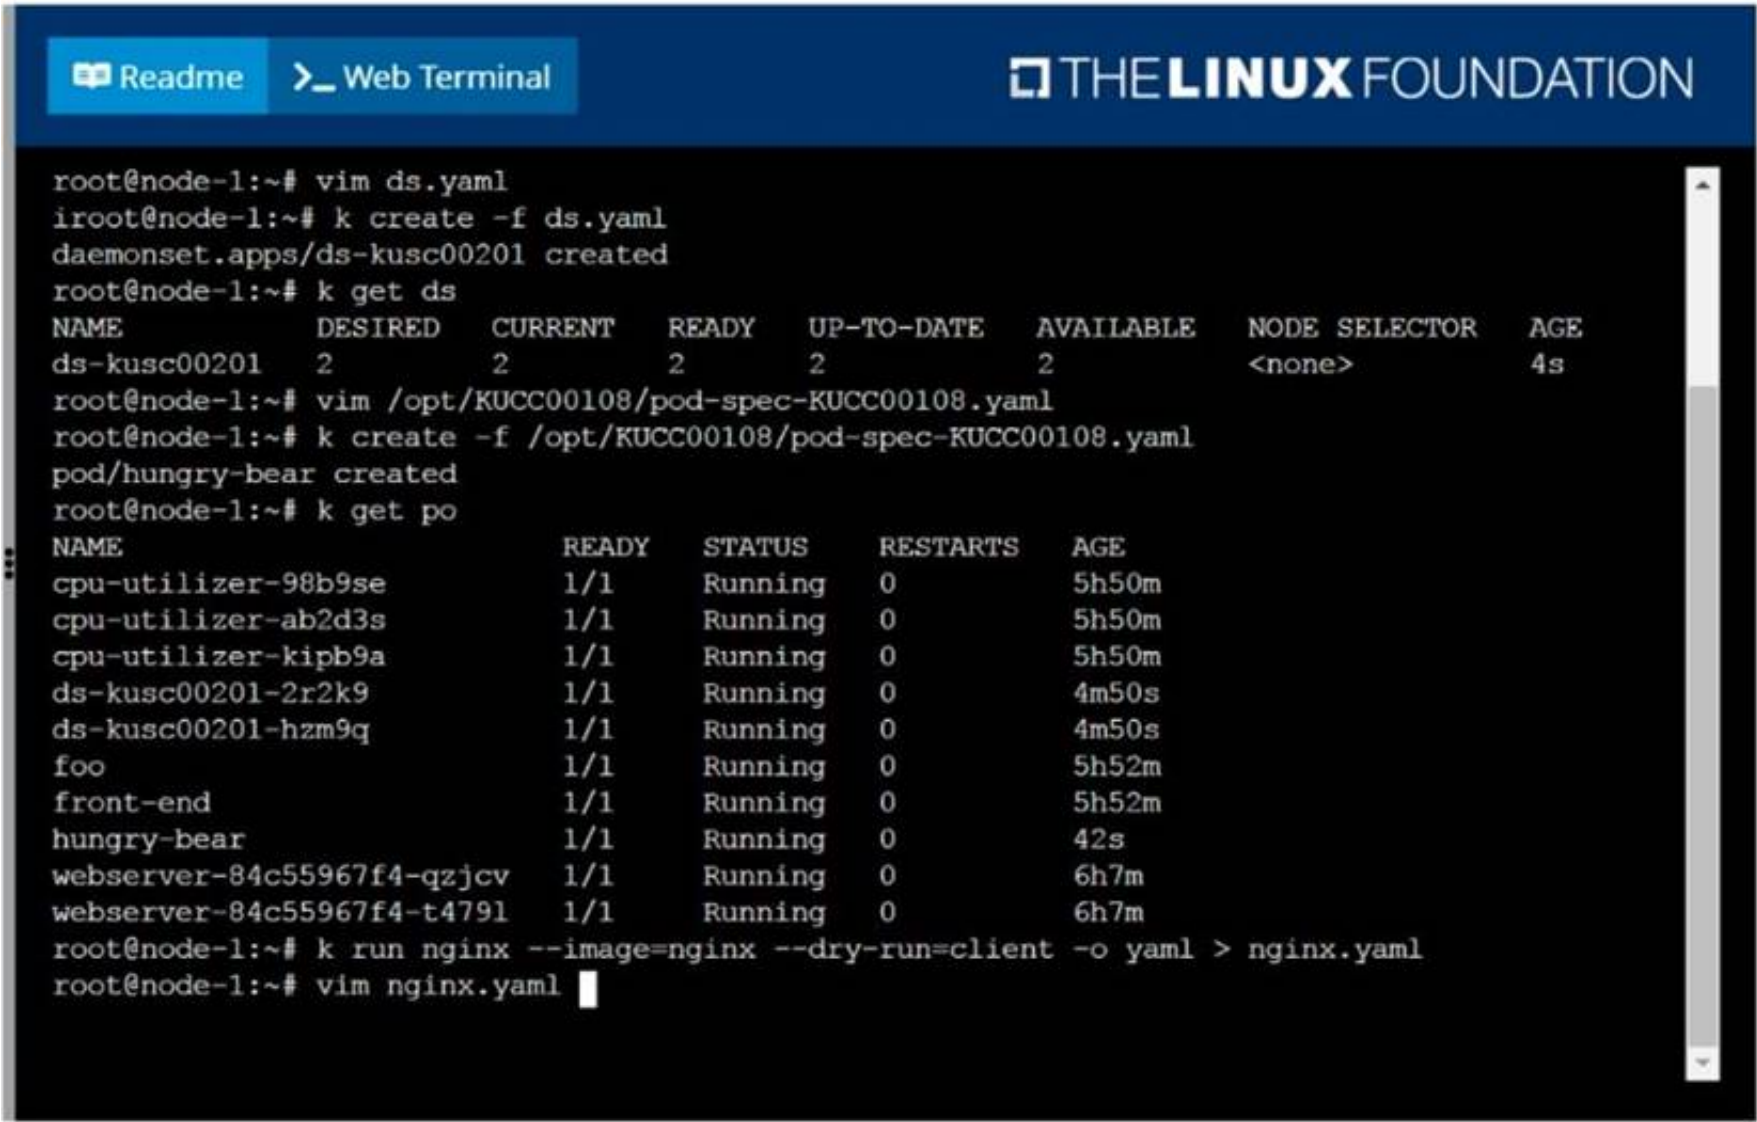 Readme >_ Web Terminal THE LINUX FOUNDATION
root@node-1:~# vim ds.yaml
iroot@node-1:~# k create -f ds.yaml
daemonset.apps/ds-kusc00201 created
root@node-1:~# k get ds
NAME DESIRED CURRENT READY UP-TO-DATE AVAILABLE NODE SELECTOR AGE
ds-kusc00201 2 2 2 2 2 <none> 4s
root@node-1:~# vim /opt/KUCC00108/pod-spec-KUCC00108.yaml
root@node-1:~# k create -f /opt/KUCC00108/pod-spec-KUCC00108.yaml
pod/hungry-bear created
root@node-1:~# k get po
NAME READY STATUS RESTARTS AGE
cpu-utilizer-98b9se 1/1 Running 0 5h50m
cpu-utilizer-ab2d3s 1/1 Running 0 5h50m
cpu-utilizer-kipb9a 1/1 Running 0 5h50m
ds-kusc00201-2r2k9 1/1 Running 0 4m50s
ds-kusc00201-hzm9q 1/1 Running 0 4m50s
foo 1/1 Running 0 5h52m
front-end 1/1 Running 0 5h52m
hungry-bear 1/1 Running 0 42s
webserver-84c55967f4-qzjcv 1/1 Running 0 6h7m
webserver-84c55967f4-t479l 1/1 Running 0 6h7m
root@node-1:~# k run nginx --image=nginx --dry-run=client -o yaml > nginx.yaml
root@node-1:~# vim nginx.yaml